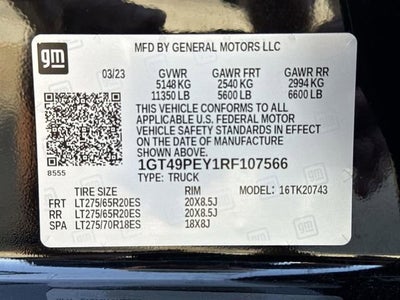 gm
MFD BY GENERAL MOTORS LLC
03/23 GVWR GAWR FRT GAWR RR
5148 KG 2540 KG 2994 KG
11350 LB 5600 LB 6600 LB
THIS VEHICLE CONFORMS TO ALL
APPLICABLE U.S. FEDERAL MOTOR
VEHICLE SAFETY STANDARDS IN EFFECT
ON THE DATE OF MANUFACTURE
SHOWN ABOVE.
8555
1GT49PEY1RF107566
TYPE: TRUCK
TIRE SIZE RIM 16TK20743
FRT LT275/65R20ES 20X8.5J
RR LT275/65R20ES 20X8.5J
SPA LT275/70R18ES 18X8J